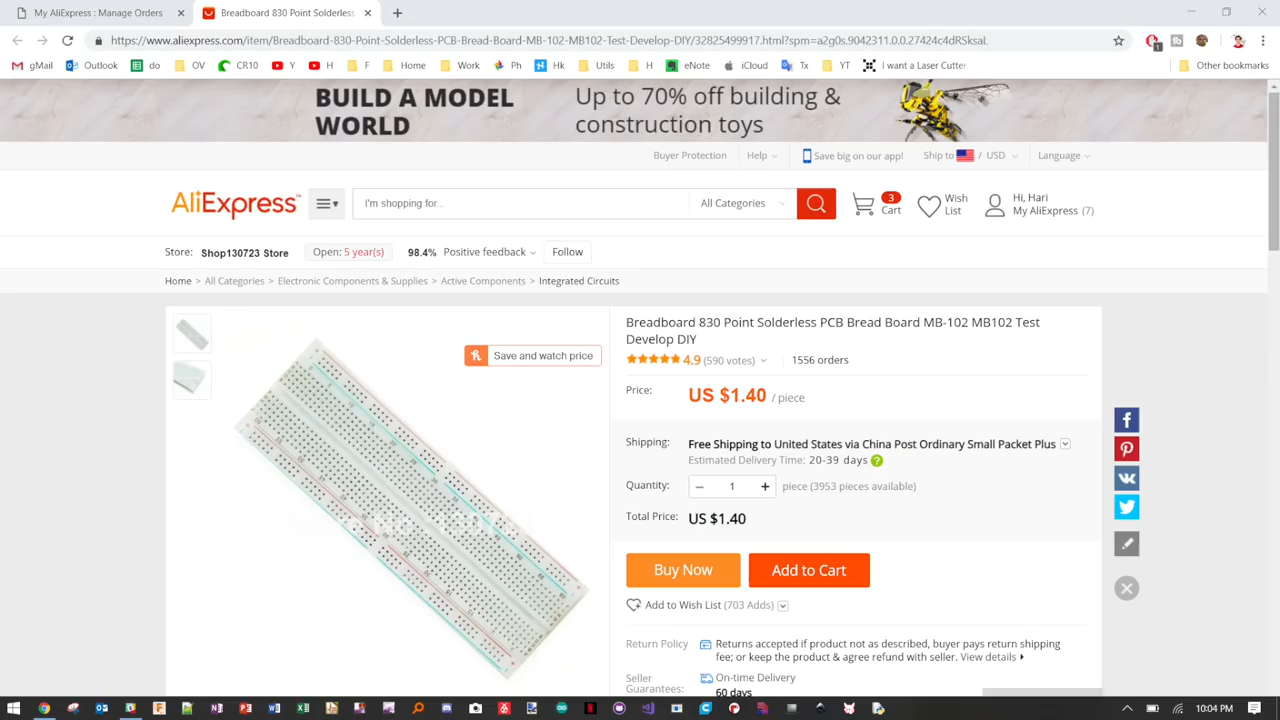 My AliExpress : Manage Orders
Breadboard 830 Point Solderless
https://www.aliexpress.com/item/Breadboard-830-Point-Solderless-PCB-Bread-Board-MB-102-MB102-Test-Develop-DIY/32825499917.html?spm=a2g0s.9042311.0.0.27424c4dRSksaL
gMail Outlook do OV CR10 Y H F Home Work Ph Hk Utils H eNote iCloud Tx YT I want a Laser Cutter Other bookmarks
BUILD A MODEL
WORLD
Up to 70% off building &
construction toys
Buyer Protection Help Save big on our app! Ship to / USD Language
AliExpress™
I'm shopping for... All Categories
3
Cart
Wish
List
Hi, Hari
My AliExpress (7)
Store: Shop130723 Store Open: 5 year(s) 98.4% Positive feedback Follow
Home > All Categories > Electronic Components & Supplies > Active Components > Integrated Circuits
Save and watch price
Breadboard 830 Point Solderless PCB Bread Board MB-102 MB102 Test
Develop DIY
4.9 (590 votes) 1556 orders
Price: US $1.40 / piece
Shipping: Free Shipping to United States via China Post Ordinary Small Packet Plus
Estimated Delivery Time: 20-39 days ?
Quantity: − 1 + piece (3953 pieces available)
Total Price: US $1.40
Buy Now Add to Cart
Add to Wish List (703 Adds)
Return Policy Returns accepted if product not as described, buyer pays return shipping
fee; or keep the product & agree refund with seller. View details
Seller
Guarantees:
On-time Delivery
60 days
10:04 PM